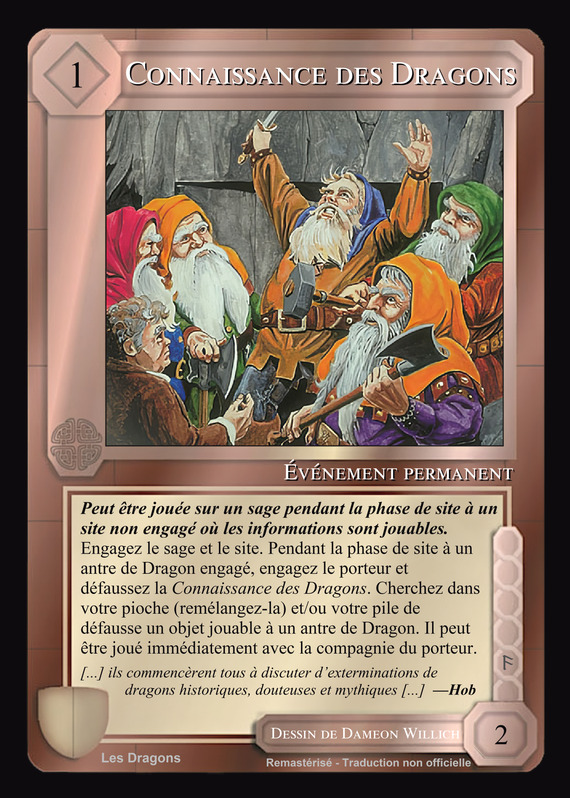 1
Connaissance des Dragons
Événement permanent
Peut être jouée sur un sage pendant la phase de site à un
site non engagé où les informations sont jouables.
Engagez le sage et le site. Pendant la phase de site à un
antre de Dragon engagé, engagez le porteur et
défaussez la Connaissance des Dragons. Cherchez dans
votre pioche (remélangez-la) et/ou votre pile de
défausse un objet jouable à un antre de Dragon. Il peut
être joué immédiatement avec la compagnie du porteur.
[...] ils commencèrent tous à discuter d'exterminations de
dragons historiques, douteuses et mythiques [...] —Hob
ᚩ
Dessin de Dameon Willich
2
Les Dragons
Remastérisé - Traduction non officielle